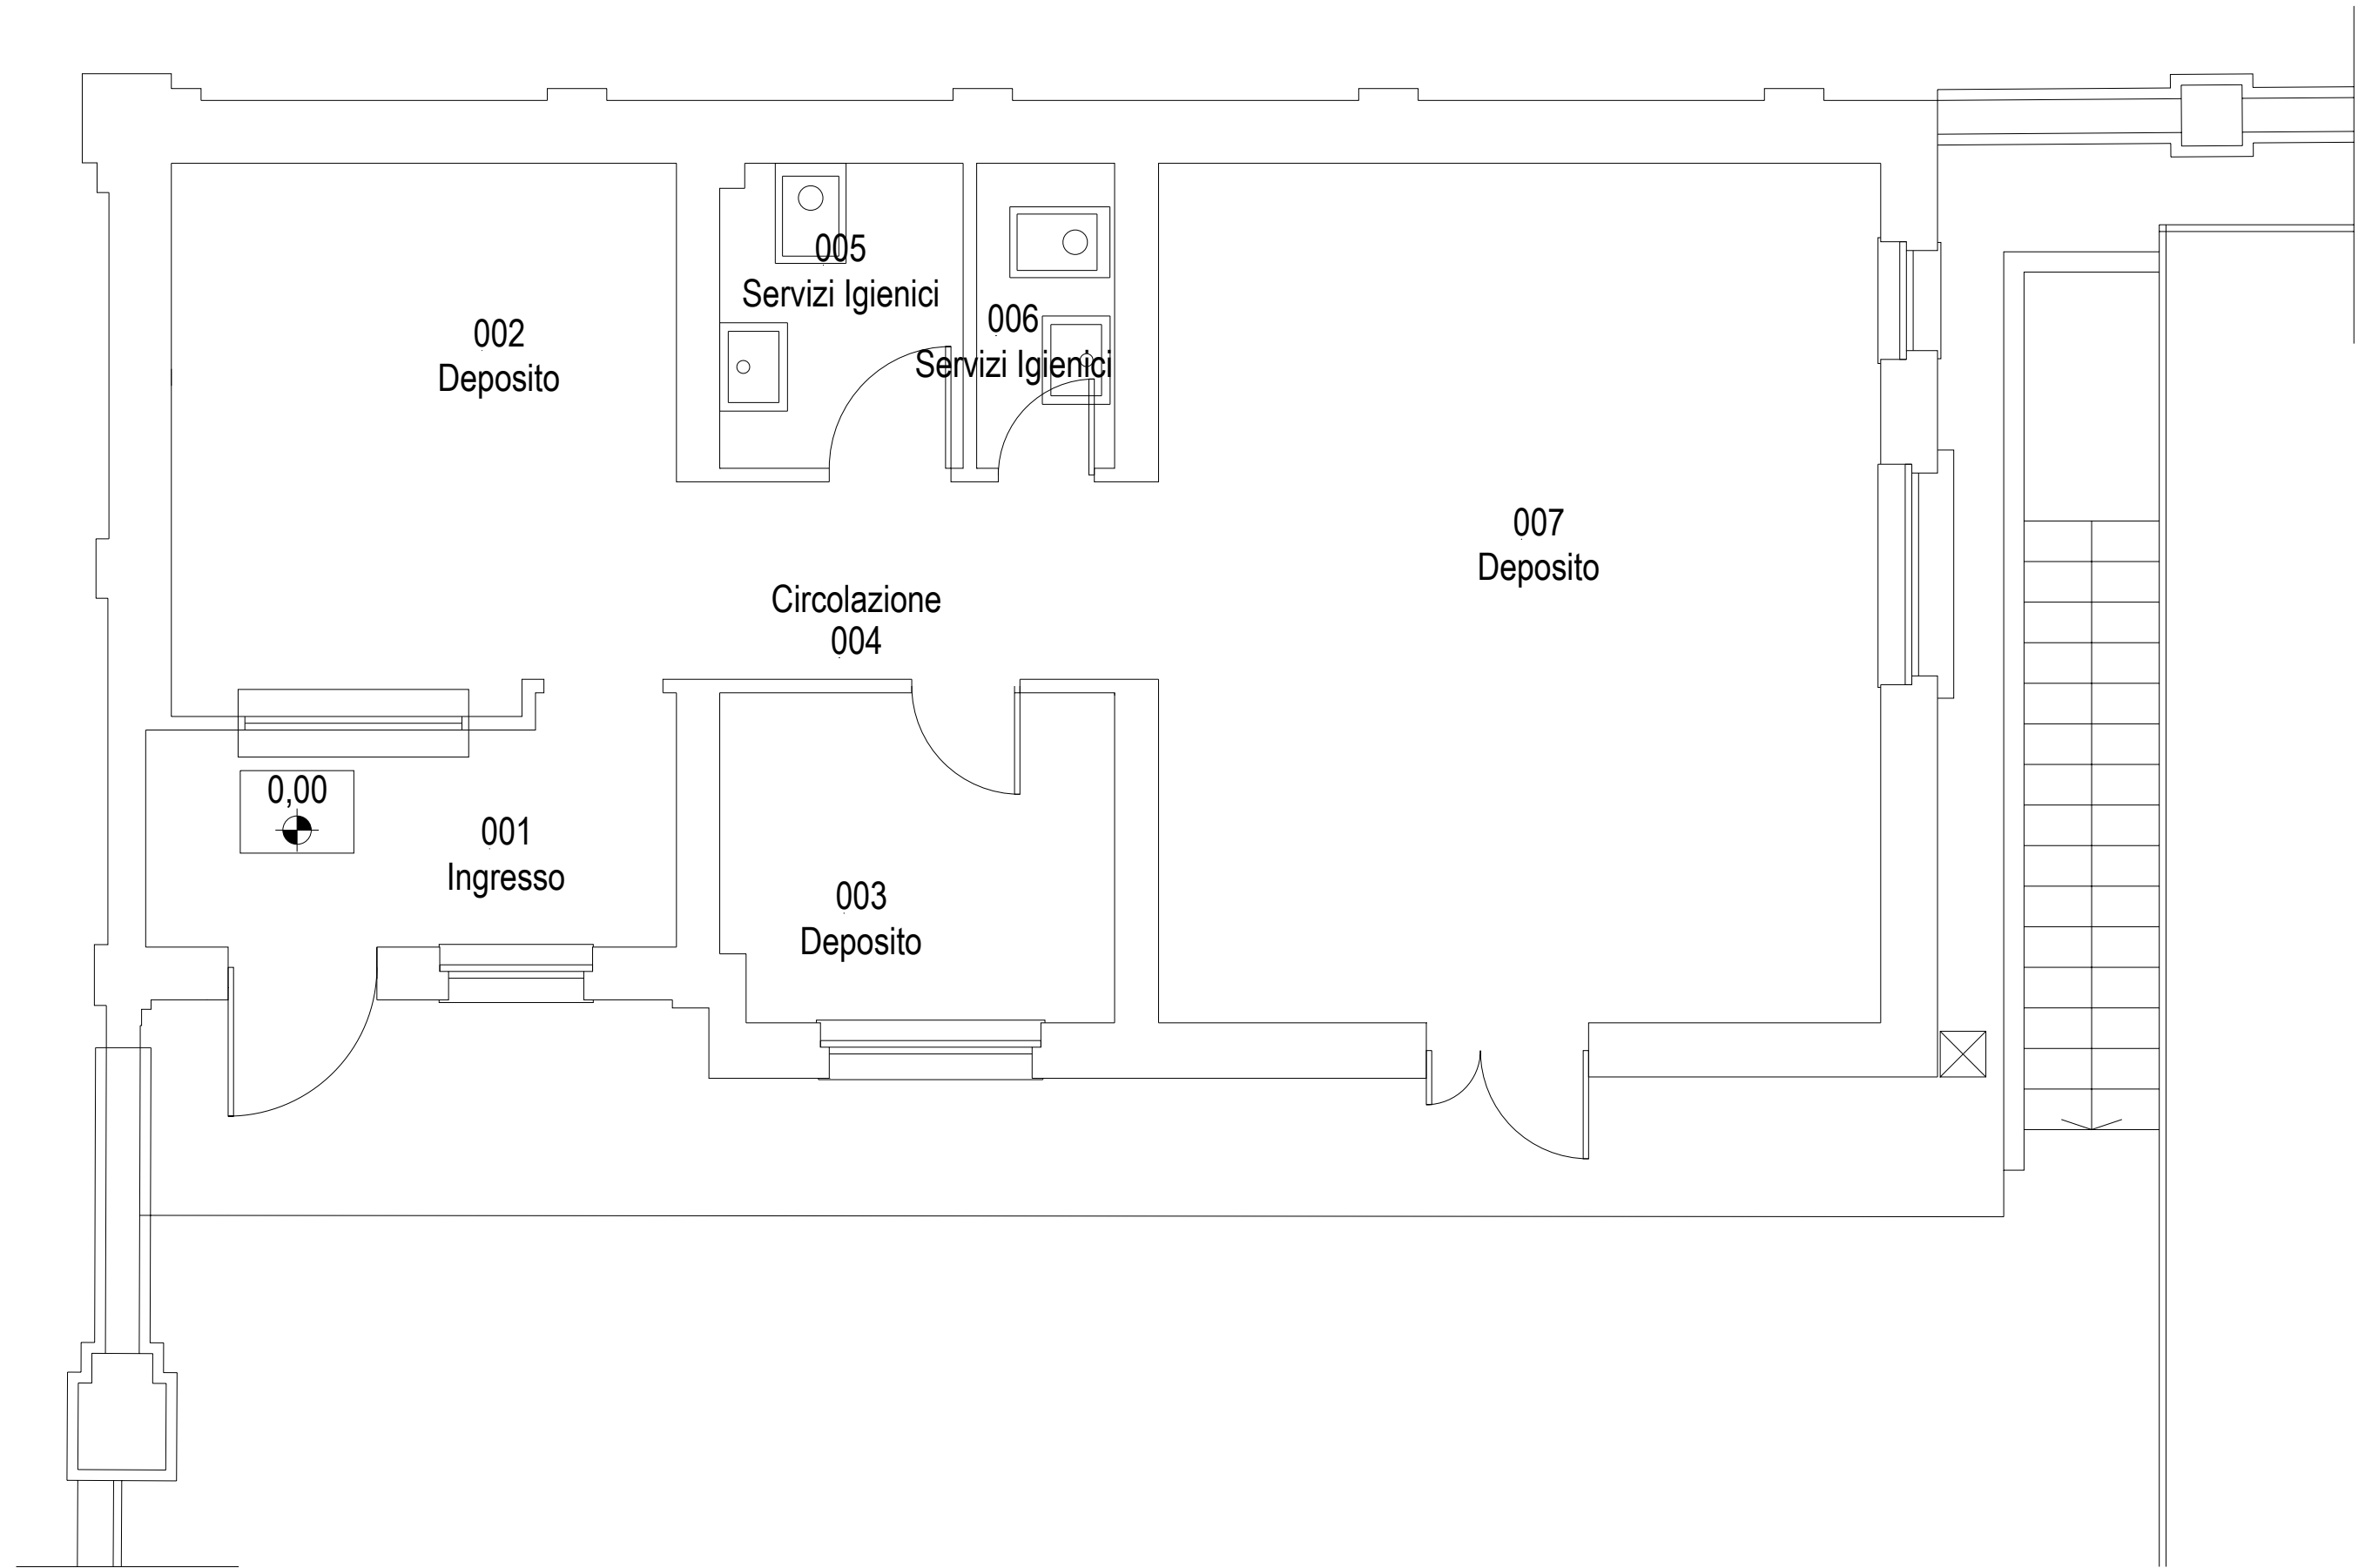 005
Servizi Igienici
006
Servizi Igienici
002
Deposito
007
Deposito
Circolazione
004
0,00
001
Ingresso
003
Deposito